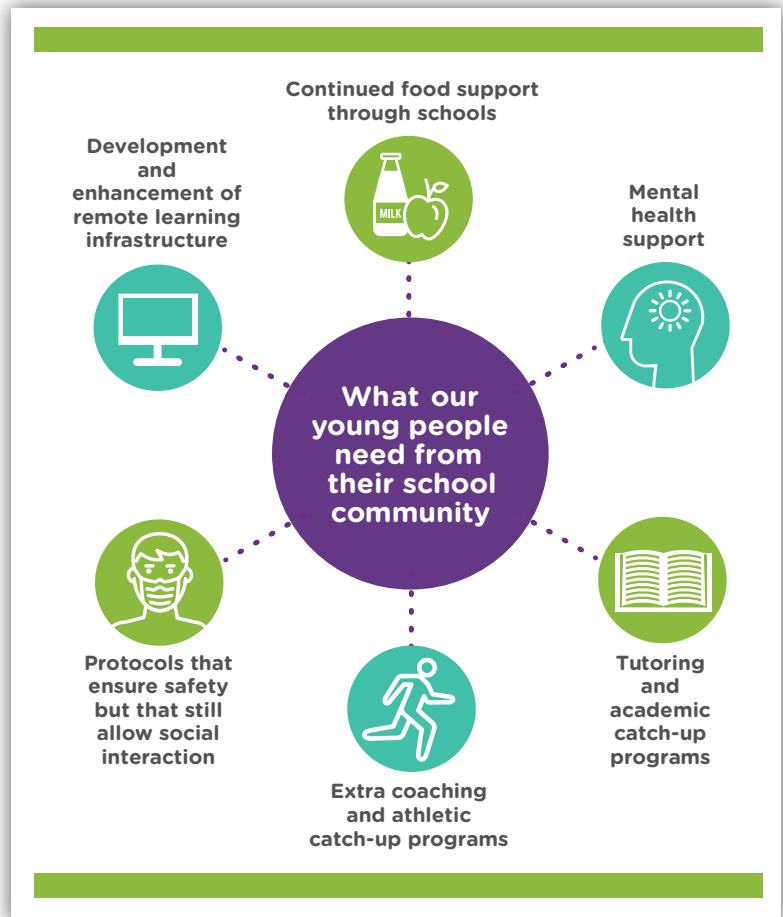 Continued food support
through schools
Development
and
enhancement of
remote learning
infrastructure
Mental
health
support
MILK
What our
young people
need from
their school
community
Protocols that
ensure safety
but that still
allow social
interaction
Extra coaching
and athletic
catch-up programs
Tutoring
and
academic
catch-up
programs